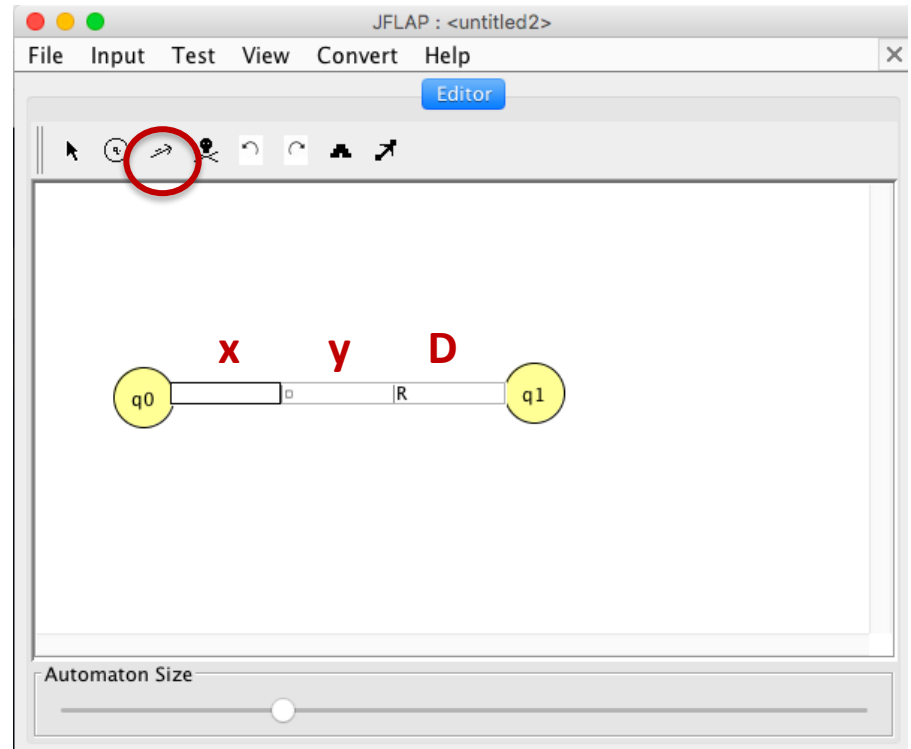 JFLAP : <untitled2>
File Input Test View Convert Help
Editor
x y D
q0 □ R q1
Automaton Size